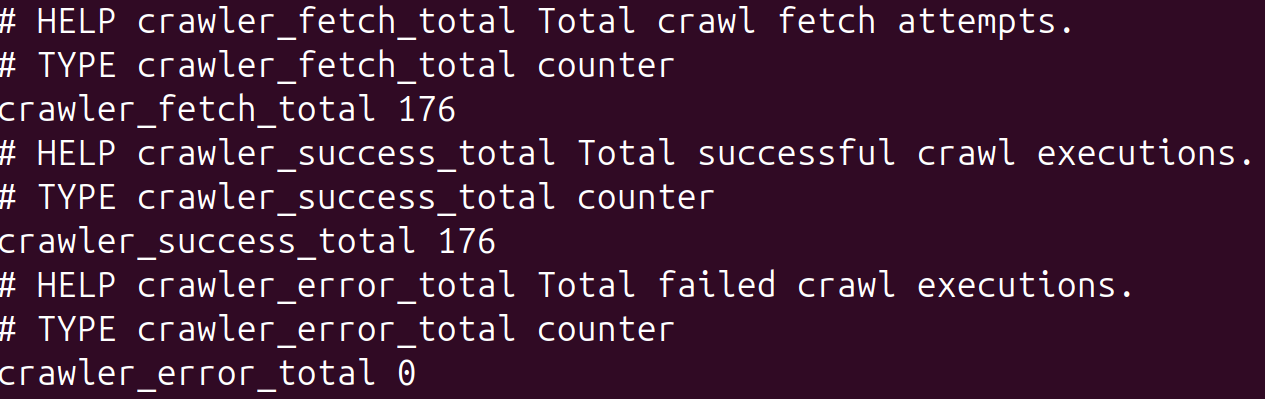 # HELP crawler_fetch_total Total crawl fetch attempts.
# TYPE crawler_fetch_total counter
crawler_fetch_total 176
# HELP crawler_success_total Total successful crawl executions.
# TYPE crawler_success_total counter
crawler_success_total 176
# HELP crawler_error_total Total failed crawl executions.
# TYPE crawler_error_total counter
crawler_error_total 0